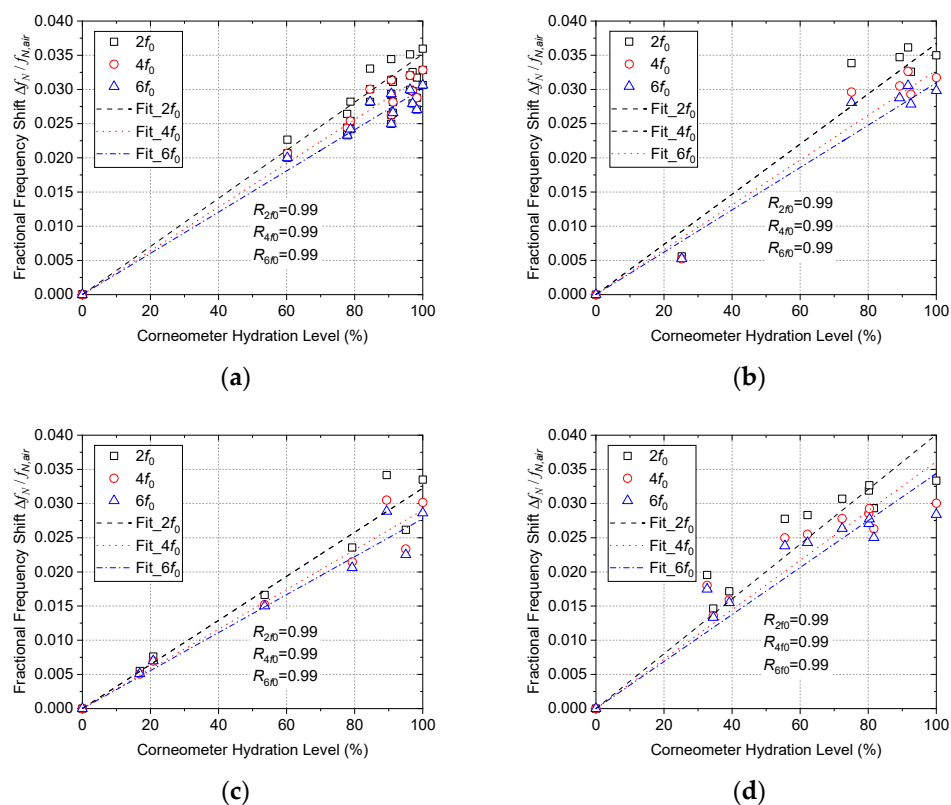 0.040
0.035
0.030
0.025
0.020
0.015
0.010
0.005
0.000
Fractional Frequency Shift Δf_N / f_N,air
2f₀
4f₀
6f₀
Fit_2f₀
Fit_4f₀
Fit_6f₀
R₂f₀=0.99
R₄f₀=0.99
R₆f₀=0.99
0 20 40 60 80 100
Corneometer Hydration Level (%)
(a)
0.040
0.035
0.030
0.025
0.020
0.015
0.010
0.005
0.000
Fractional Frequency Shift Δf_N / f_N,air
2f₀
4f₀
6f₀
Fit_2f₀
Fit_4f₀
Fit_6f₀
R₂f₀=0.99
R₄f₀=0.99
R₆f₀=0.99
0 20 40 60 80 100
Corneometer Hydration Level (%)
(b)
0.040
0.035
0.030
0.025
0.020
0.015
0.010
0.005
0.000
Fractional Frequency Shift Δf_N / f_N,air
2f₀
4f₀
6f₀
Fit_2f₀
Fit_4f₀
Fit_6f₀
R₂f₀=0.99
R₄f₀=0.99
R₆f₀=0.99
0 20 40 60 80 100
Corneometer Hydration Level (%)
(c)
0.040
0.035
0.030
0.025
0.020
0.015
0.010
0.005
0.000
Fractional Frequency Shift Δf_N / f_N,air
2f₀
4f₀
6f₀
Fit_2f₀
Fit_4f₀
Fit_6f₀
R₂f₀=0.99
R₄f₀=0.99
R₆f₀=0.99
0 20 40 60 80 100
Corneometer Hydration Level (%)
(d)